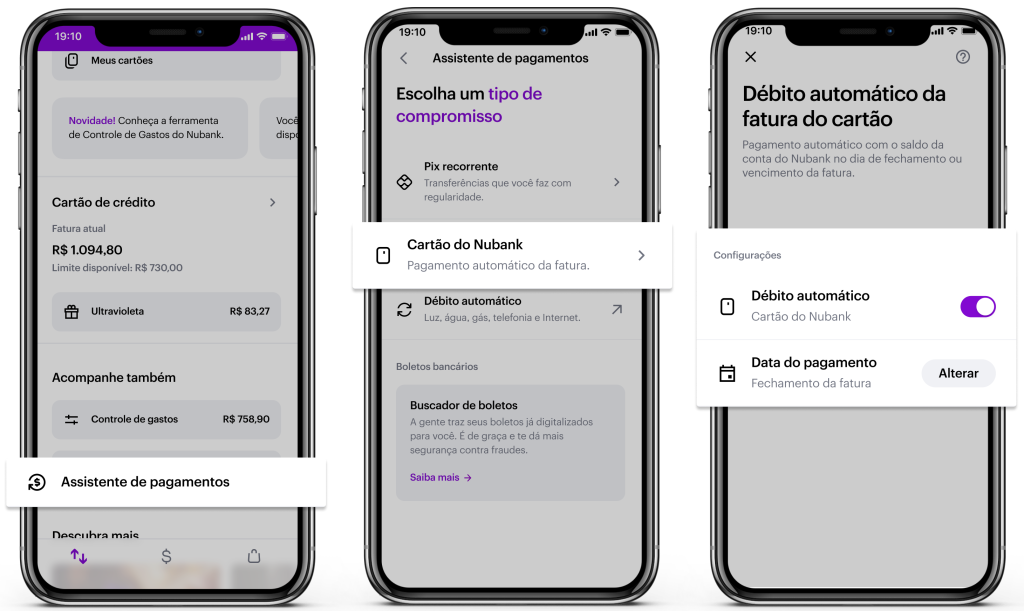 19:10
Meus cartões
Novidade! Conheça a ferramenta
de Controle de Gastos do Nubank.
Você
disp
Cartão de crédito
Fatura atual
R$ 1.094,80
Limite disponível: R$ 730,00
Ultravioleta
R$ 83,27
Acompanhe também
Controle de gastos
R$ 758,90
Assistente de pagamentos
Descubra mais
19:10
Assistente de pagamentos
Escolha um tipo de
compromisso
Pix recorrente
Transferências que você faz com
regularidade.
Cartão do Nubank
Pagamento automático da fatura.
Débito automático
Luz, água, gás, telefonia e Internet.
Boletos bancários
Buscador de boletos
A gente traz seus boletos já digitalizados
para você. É de graça e te dá mais
segurança contra fraudes.
Saiba mais →
19:10
Débito automático da
fatura do cartão
Pagamento automático com o saldo da
conta do Nubank no dia de fechamento ou
vencimento da fatura.
Configurações
Débito automático
Cartão do Nubank
Data do pagamento
Fechamento da fatura
Alterar